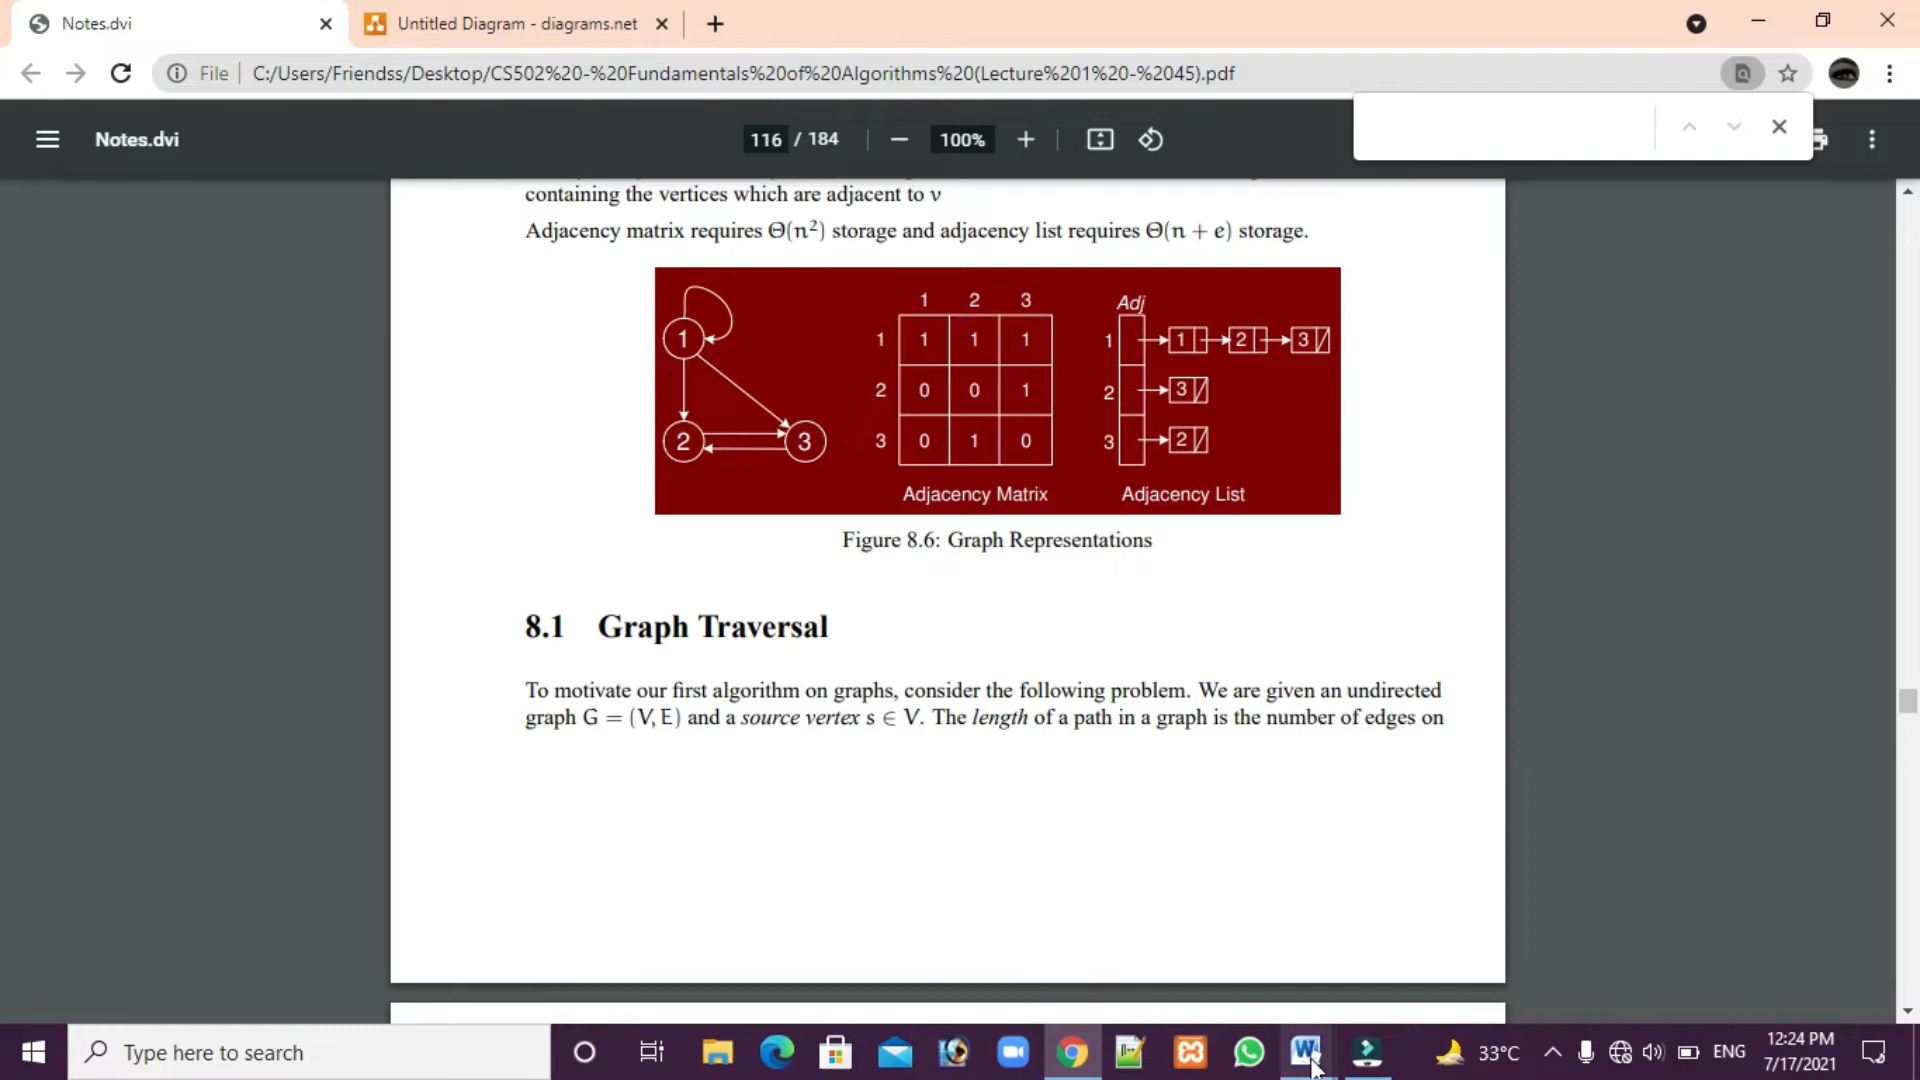 Notes.dvi
Untitled Diagram - diagrams.net
File
C:/Users/Friendss/Desktop/CS502%20-%20Fundamentals%20of%20Algorithms%20(Lecture%201%20-%2045).pdf
Notes.dvi
116 / 184
100%
containing the vertices which are adjacent to v
Adjacency matrix requires Θ(n²) storage and adjacency list requires Θ(n + e) storage.
1
2
3
1 2 3
1 1 1 1
2 0 0 1
3 0 1 0
Adjacency Matrix
Adj
1 1 2 3
2 3
3 2
Adjacency List
Figure 8.6: Graph Representations
8.1 Graph Traversal
To motivate our first algorithm on graphs, consider the following problem. We are given an undirected
graph G = (V, E) and a source vertex s ∈ V. The length of a path in a graph is the number of edges on
Type here to search
33°C
ENG
12:24 PM
7/17/2021